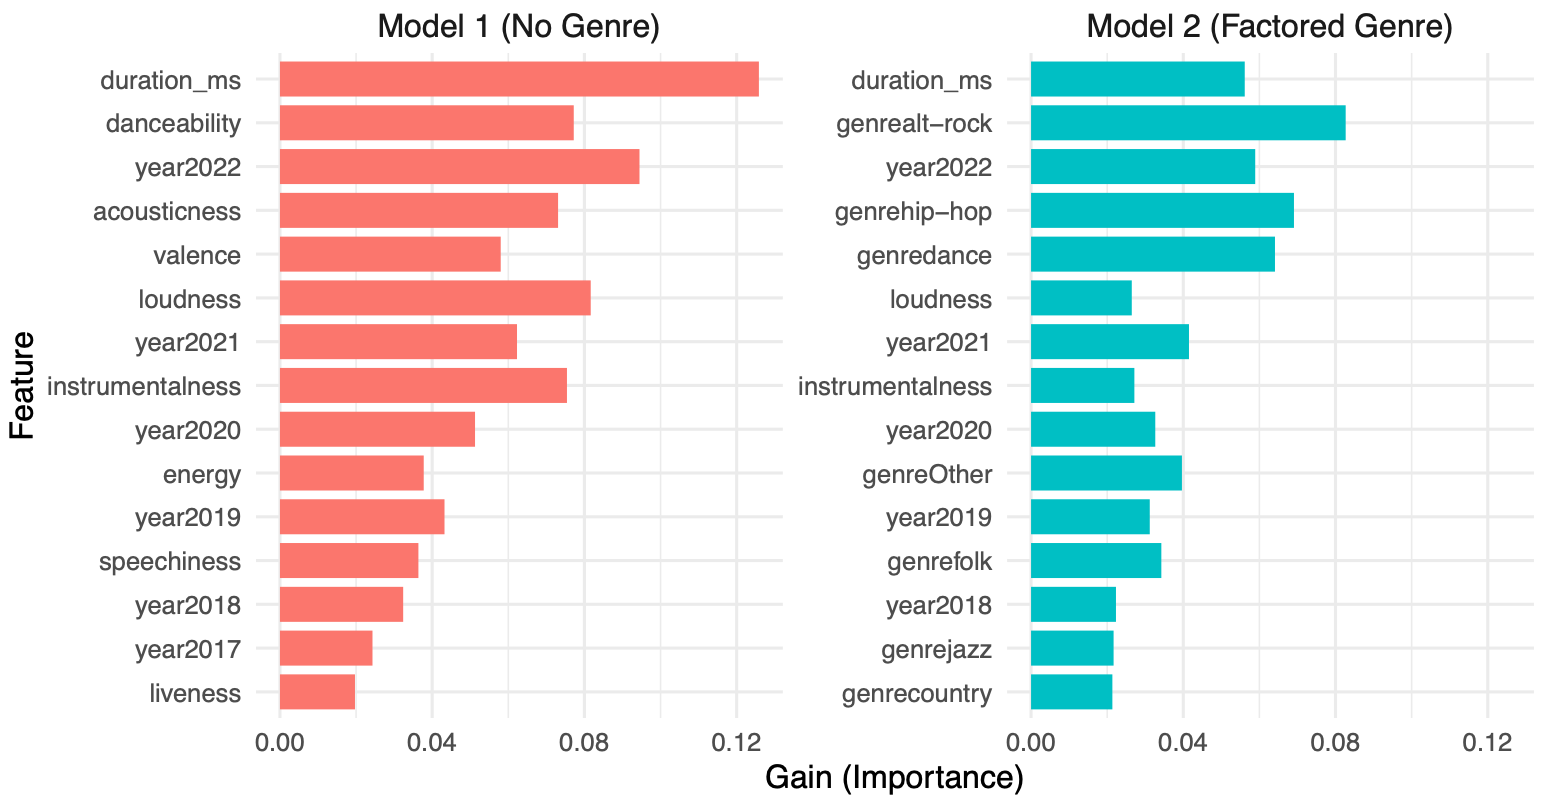 Model 1 (No Genre)
Model 2 (Factored Genre)
Feature
duration_ms
danceability
year2022
acousticness
valence
loudness
year2021
instrumentalness
year2020
energy
year2019
speechiness
year2018
year2017
liveness
0.00 0.04 0.08 0.12
duration_ms
genrealt−rock
year2022
genrehip−hop
genredance
loudness
year2021
instrumentalness
year2020
genreOther
year2019
genrefolk
year2018
genrejazz
genrecountry
0.00 0.04 0.08 0.12
Gain (Importance)